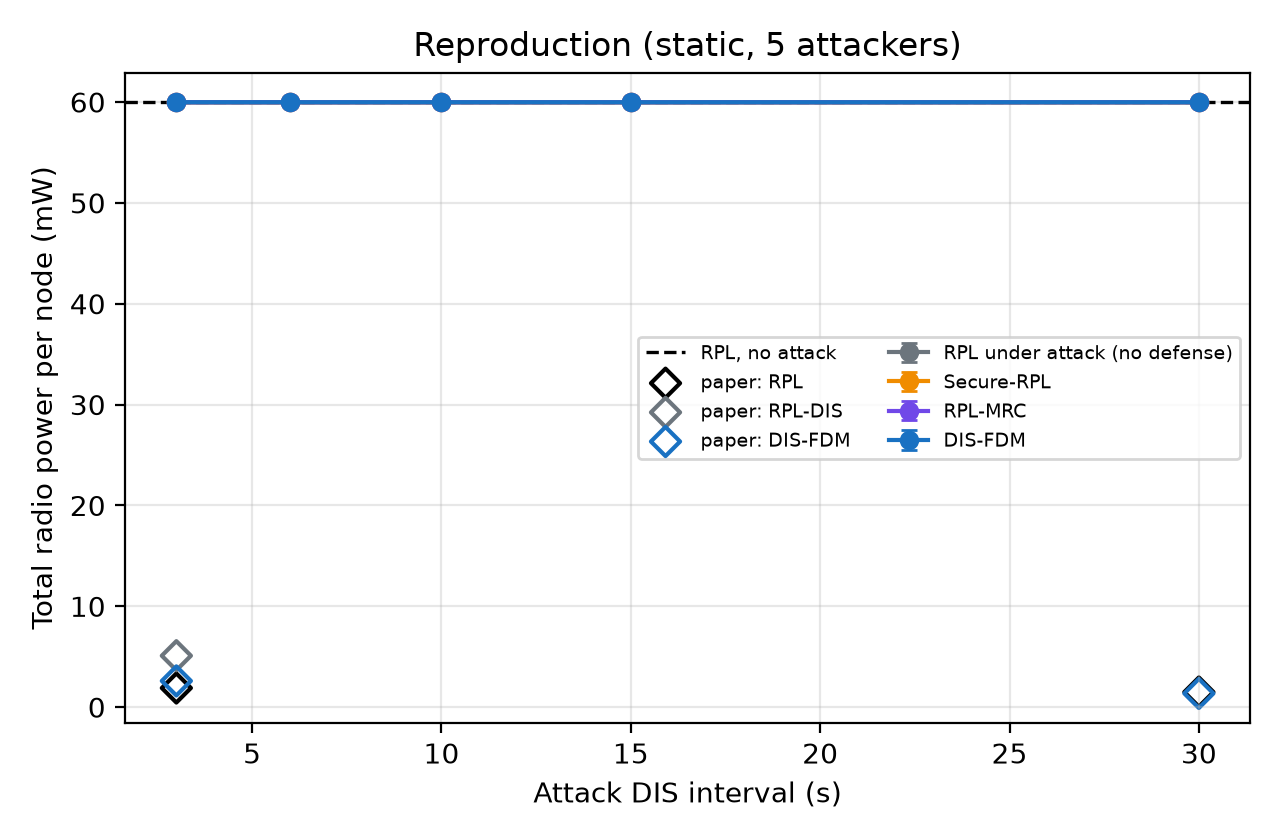 Reproduction (static, 5 attackers)
Total radio power per node (mW)
60
50
40
30
20
10
0
RPL, no attack
paper: RPL
paper: RPL-DIS
paper: DIS-FDM
RPL under attack (no defense)
Secure-RPL
RPL-MRC
DIS-FDM
5
10
15
20
25
30
Attack DIS interval (s)